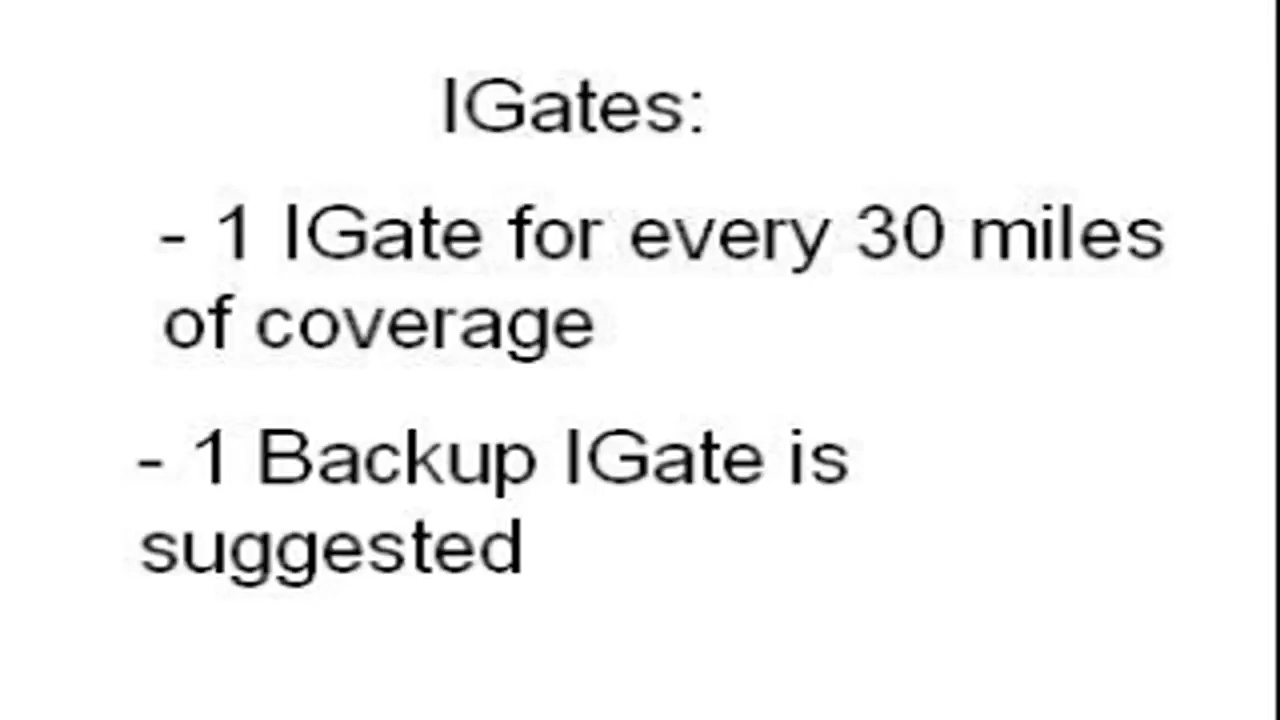 IGates:
- 1 IGate for every 30 miles
of coverage
- 1 Backup IGate is
suggested